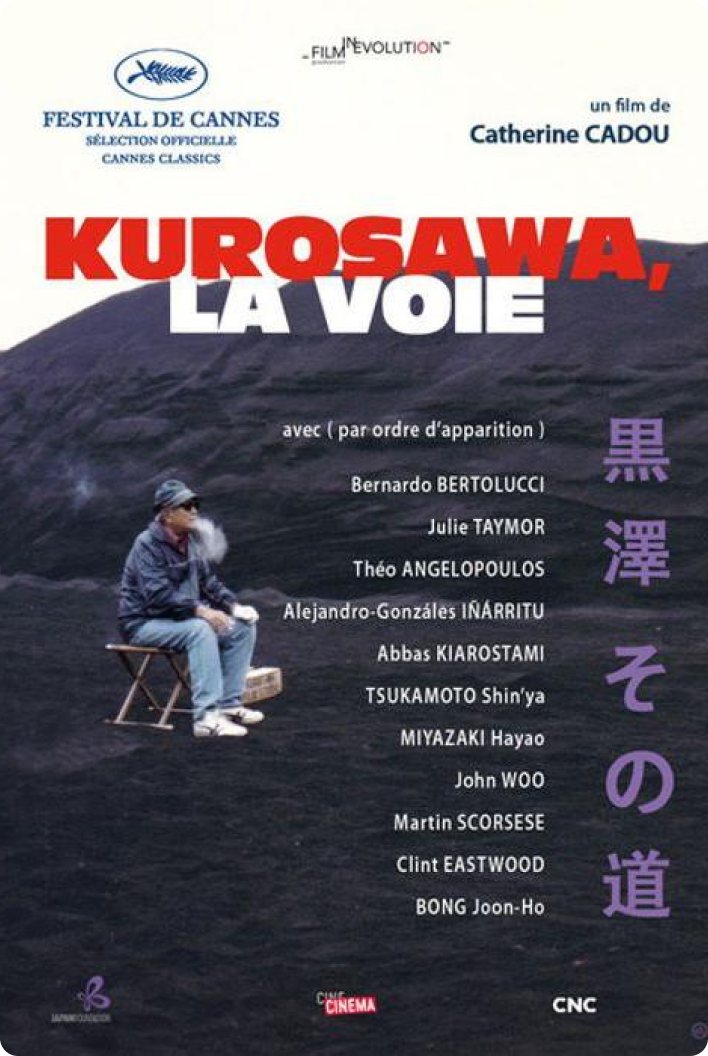 FILM IN EVOLUTION
FESTIVAL DE CANNES
SÉLECTION OFFICIELLE
CANNES CLASSICS
un film de
Catherine CADOU
KUROSAWA,
LA VOIE
avec ( par ordre d'apparition )
Bernardo BERTOLUCCI
Julie TAYMOR
Théo ANGELOPOULOS
Alejandro-Gonzáles IÑÁRRITU
Abbas KIAROSTAMI
TSUKAMOTO Shin'ya
MIYAZAKI Hayao
John WOO
Martin SCORSESE
Clint EASTWOOD
BONG Joon-Ho
黒澤その道
JAPANFOUNDATION
CINE
CINEMA
CNC